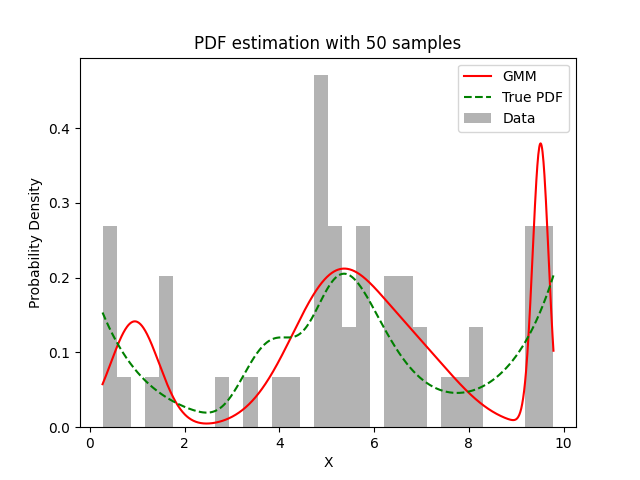 PDF estimation with 50 samples
GMM
True PDF
Data
Probability Density
0.4
0.3
0.2
0.1
0.0
0 2 4 6 8 10
X